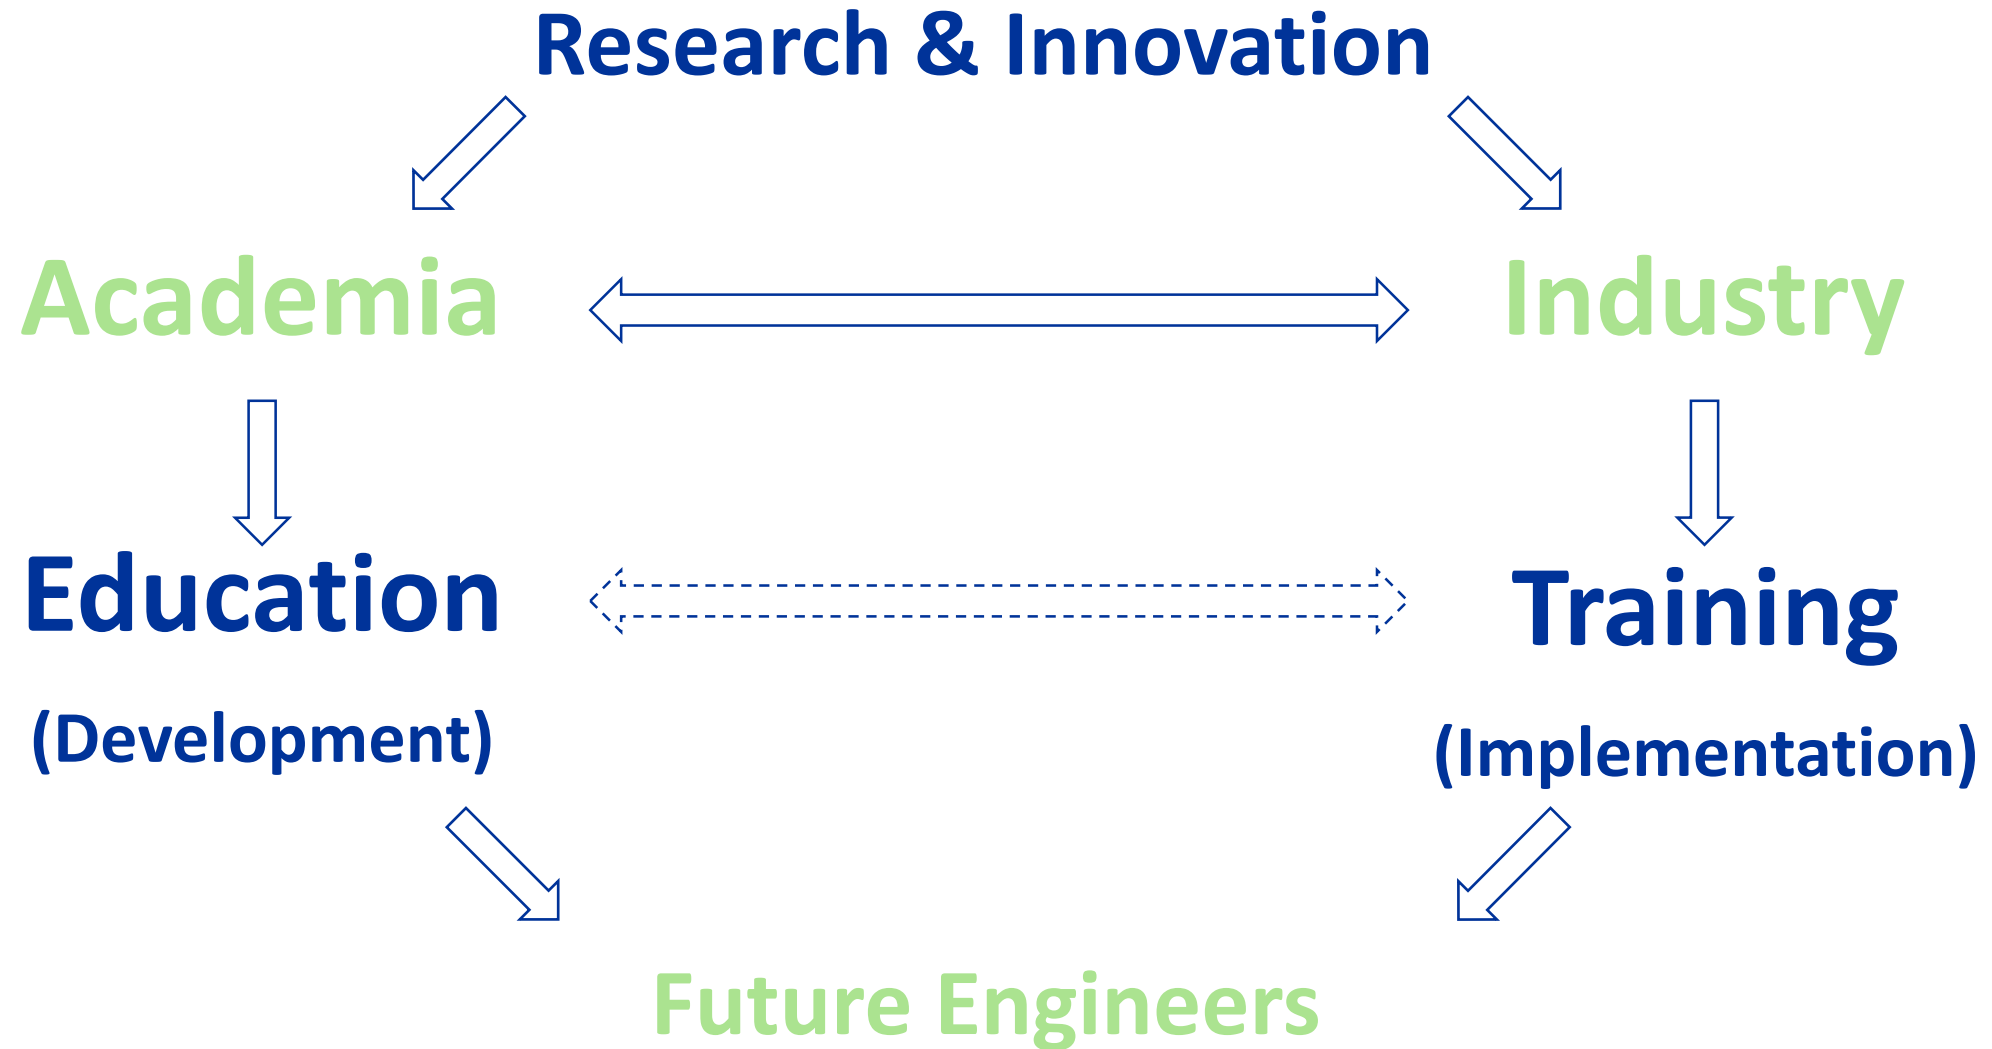 Research & Innovation
Academia
Industry
Education
Training
(Development)
(Implementation)
Future Engineers